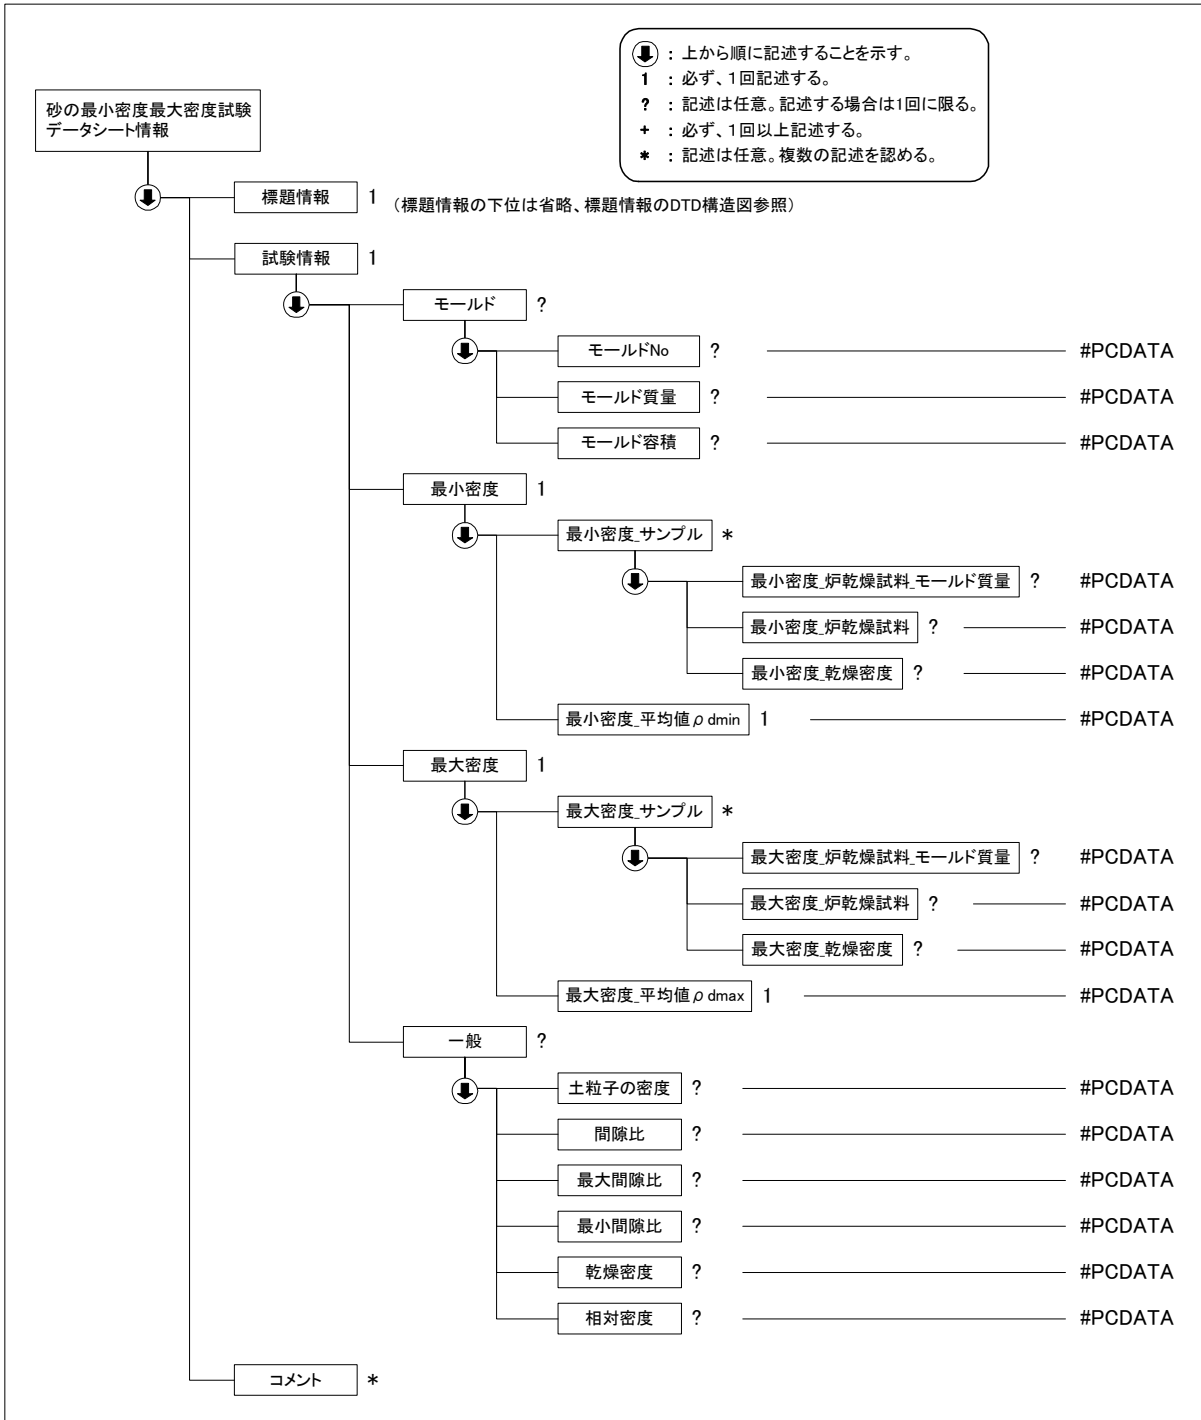 ：上から順に記述することを示す。
1：必ず、1回記述する。
?：記述は任意。記述する場合は1回に限る。
+：必ず、1回以上記述する。
*：記述は任意。複数の記述を認める。
砂の最小密度最大密度試験
データシート情報
標題情報 1 （標題情報の下位は省略、標題情報のDTD構造図参照）
試験情報 1
モールド ?
モールドNo ? #PCDATA
モールド質量 ? #PCDATA
モールド容積 ? #PCDATA
最小密度 1
最小密度_サンプル *
最小密度_炉乾燥試料_モールド質量 ? #PCDATA
最小密度_炉乾燥試料 ? #PCDATA
最小密度_乾燥密度 ? #PCDATA
最小密度_平均値ρdmin 1 #PCDATA
最大密度 1
最大密度_サンプル *
最大密度_炉乾燥試料_モールド質量 ? #PCDATA
最大密度_炉乾燥試料 ? #PCDATA
最大密度_乾燥密度 ? #PCDATA
最大密度_平均値ρdmax 1 #PCDATA
一般 ?
土粒子の密度 ? #PCDATA
間隙比 ? #PCDATA
最大間隙比 ? #PCDATA
最小間隙比 ? #PCDATA
乾燥密度 ? #PCDATA
相対密度 ? #PCDATA
コメント *